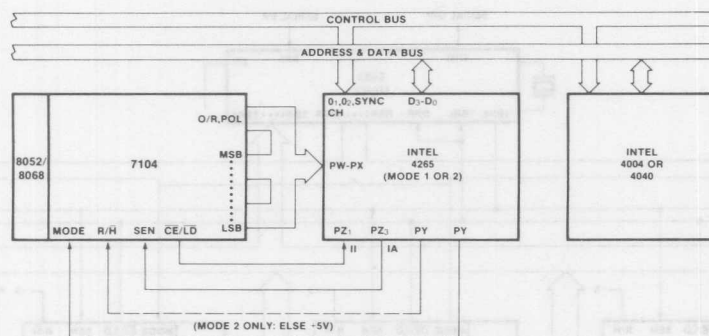 CONTROL BUS
ADDRESS & DATA BUS
8052/
8068
7104
O/R,POL
MSB
LSB
MODE R/H̅ SEN C̅E̅/L̅D̅
01,02,SYNC
CH
D3-D0
INTEL
4265
(MODE 1 OR 2)
PW-PX
PZ1 PZ3 PY PY
II IA
INTEL
4004 OR
4040
(MODE 2 ONLY: ELSE +5V)